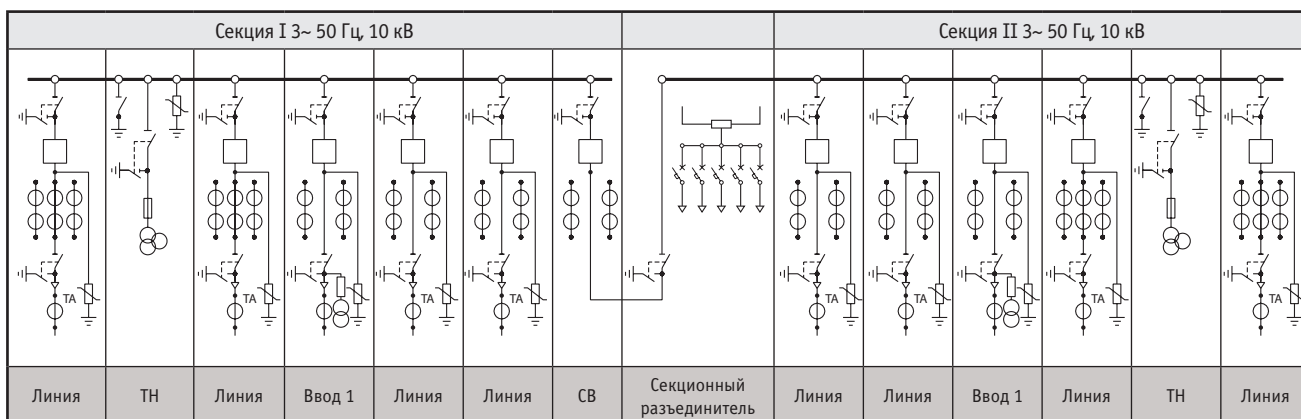 Секция I 3~ 50 Гц, 10 кВ
Секция II 3~ 50 Гц, 10 кВ
TA
TA
TA
TA
TA
TA
TA
TA
TA
TA
Линия
ТН
Линия
Ввод 1
Линия
Линия
СВ
Секционный
разъединитель
Линия
Линия
Ввод 1
Линия
ТН
Линия